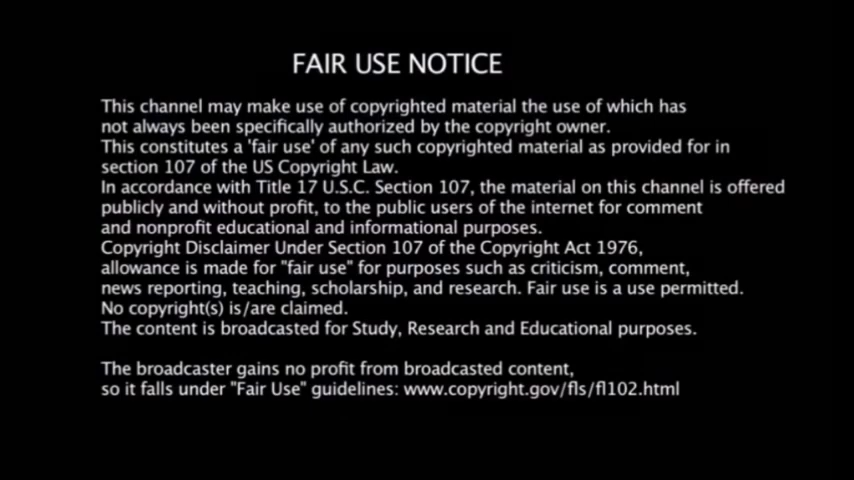 FAIR USE NOTICE
This channel may make use of copyrighted material the use of which has
not always been specifically authorized by the copyright owner.
This constitutes a 'fair use' of any such copyrighted material as provided for in
section 107 of the US Copyright Law.
In accordance with Title 17 U.S.C. Section 107, the material on this channel is offered
publicly and without profit, to the public users of the internet for comment
and nonprofit educational and informational purposes.
Copyright Disclaimer Under Section 107 of the Copyright Act 1976,
allowance is made for "fair use" for purposes such as criticism, comment,
news reporting, teaching, scholarship, and research. Fair use is a use permitted.
No copyright(s) is/are claimed.
The content is broadcasted for Study, Research and Educational purposes.
The broadcaster gains no profit from broadcasted content,
so it falls under "Fair Use" guidelines: www.copyright.gov/fls/fl102.html